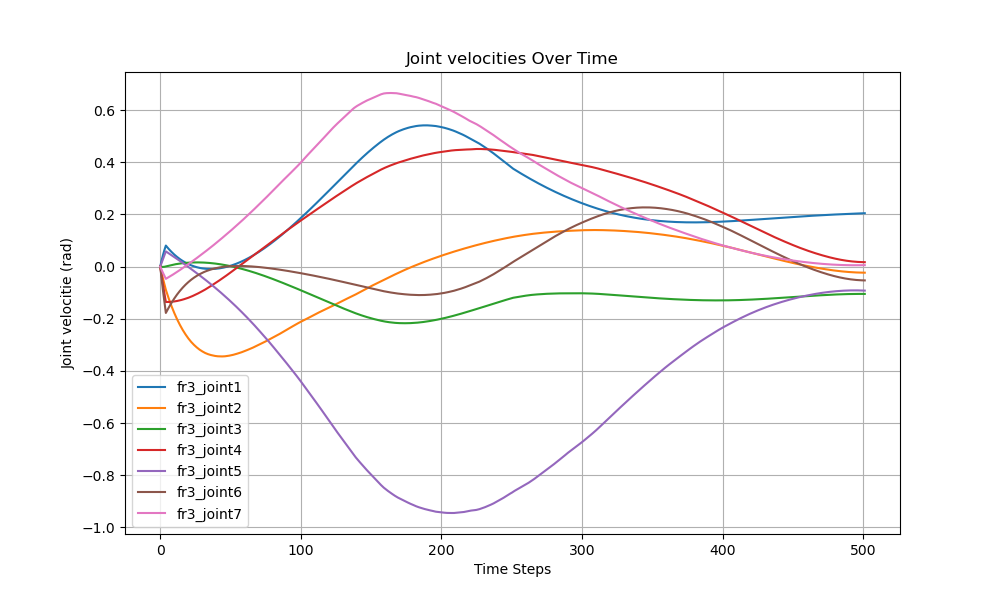 Joint velocities Over Time
Joint velocitie (rad)
0.6
0.4
0.2
0.0
−0.2
−0.4
−0.6
−0.8
−1.0
fr3_joint1
fr3_joint2
fr3_joint3
fr3_joint4
fr3_joint5
fr3_joint6
fr3_joint7
0 100 200 300 400 500
Time Steps